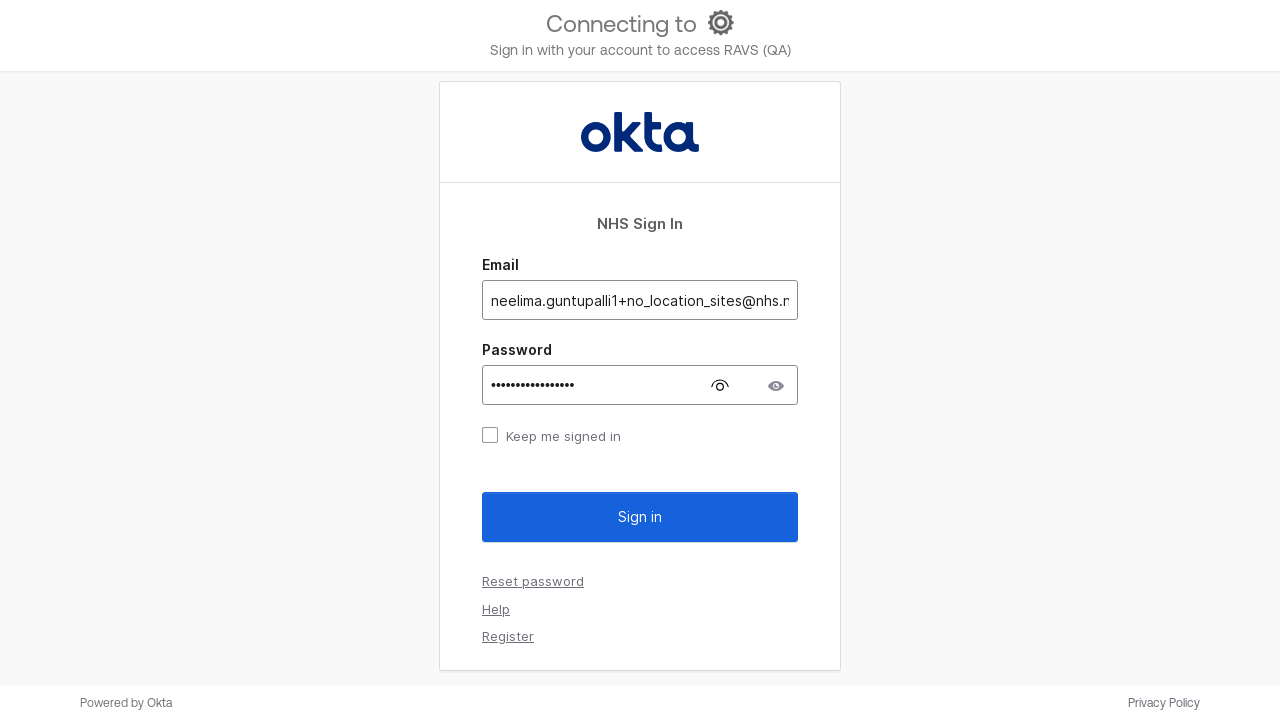 Connecting to
Sign in with your account to access RAVS (QA)
okta
NHS Sign In
Email
neelima.guntupalli1+no_location_sites@nhs.n
Password
•••••••••••••••••
Keep me signed in
Sign in
Reset password
Help
Register
Powered by Okta
Privacy Policy